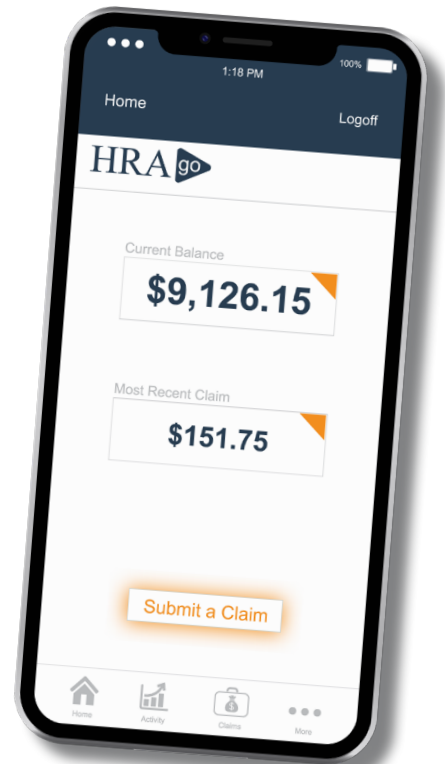 1:18 PM
100%
Home
Logoff
HRA go
Current Balance
$9,126.15
Most Recent Claim
$151.75
Submit a Claim
Home
Activity
Claims
More